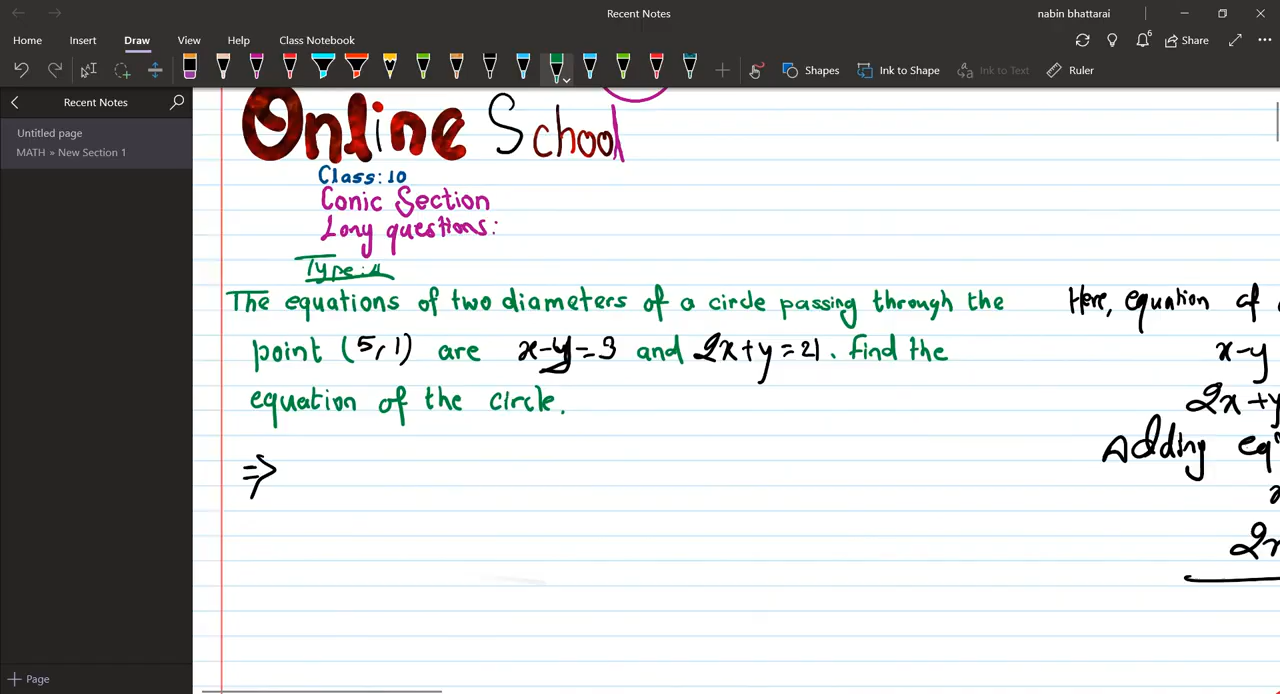 Recent Notes
nabin bhattarai
Home Insert Draw View Help Class Notebook
6 Share
Shapes Ink to Shape Ink to Text Ruler
Recent Notes
Untitled page
MATH » New Section 1
Online School
Class: 10
Conic Section
Long questions:
Type:
The equations of two diameters of a circle passing through the
point (5,1) are x-y=3 and 2x+y=21. Find the
equation of the circle.
⇒
Here, equation of
x-y
2x+y
Adding eq
2x
Page